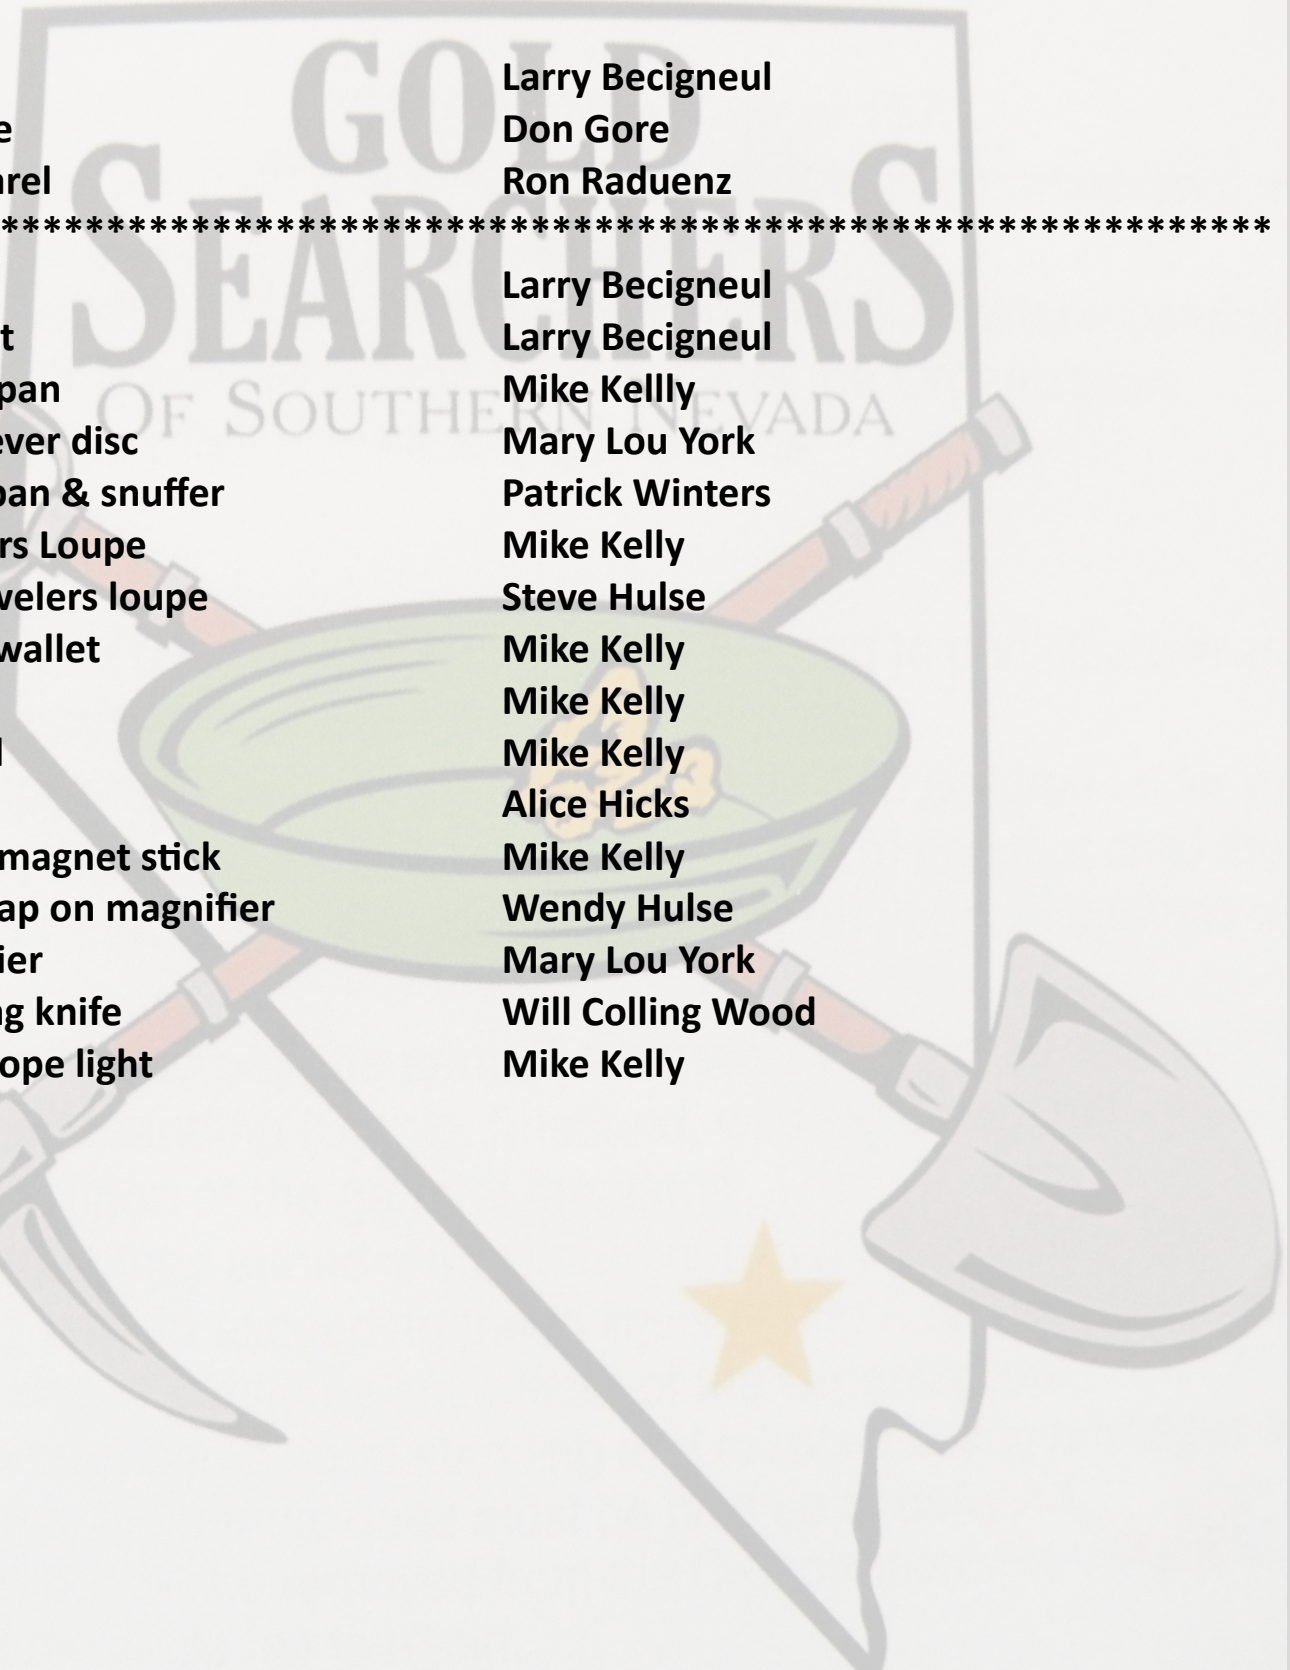 GOLD
SEARCHERS
OF SOUTHERN NEVADA
Larry Becigneul
e Don Gore
rel Ron Raduenz
************************************************************
Larry Becigneul
t Larry Becigneul
pan Mike Kellly
ever disc Mary Lou York
pan & snuffer Patrick Winters
rs Loupe Mike Kelly
velers loupe Steve Hulse
wallet Mike Kelly
Mike Kelly
l Mike Kelly
Alice Hicks
magnet stick Mike Kelly
ap on magnifier Wendy Hulse
ier Mary Lou York
g knife Will Colling Wood
ope light Mike Kelly